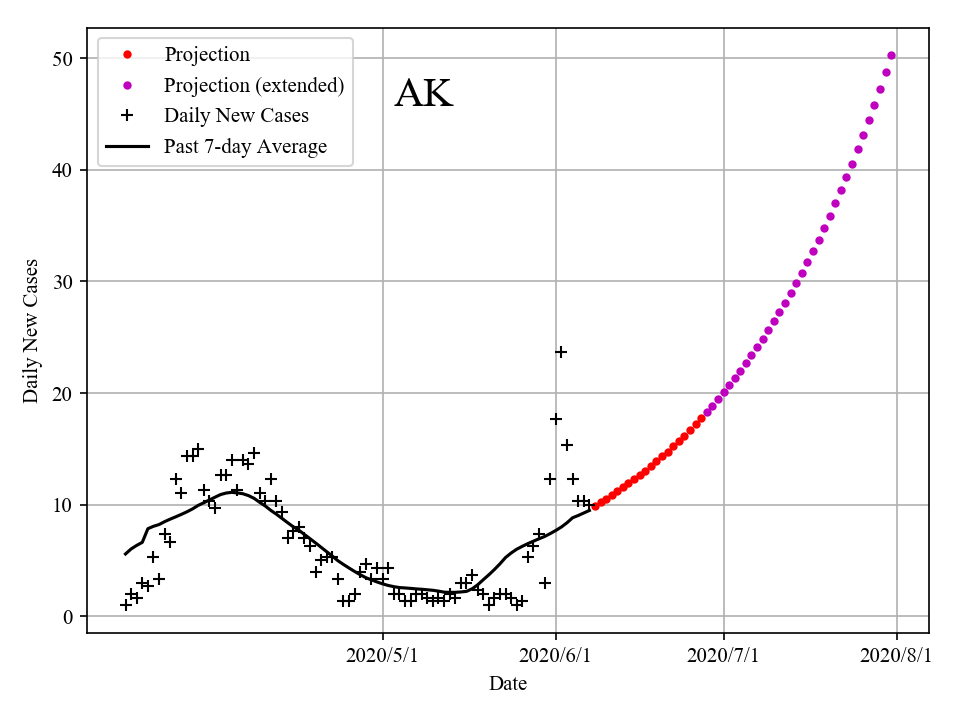 Projection
Projection (extended)
Daily New Cases
Past 7-day Average
AK
50
40
30
20
10
0
Daily New Cases
2020/5/1
2020/6/1
2020/7/1
2020/8/1
Date